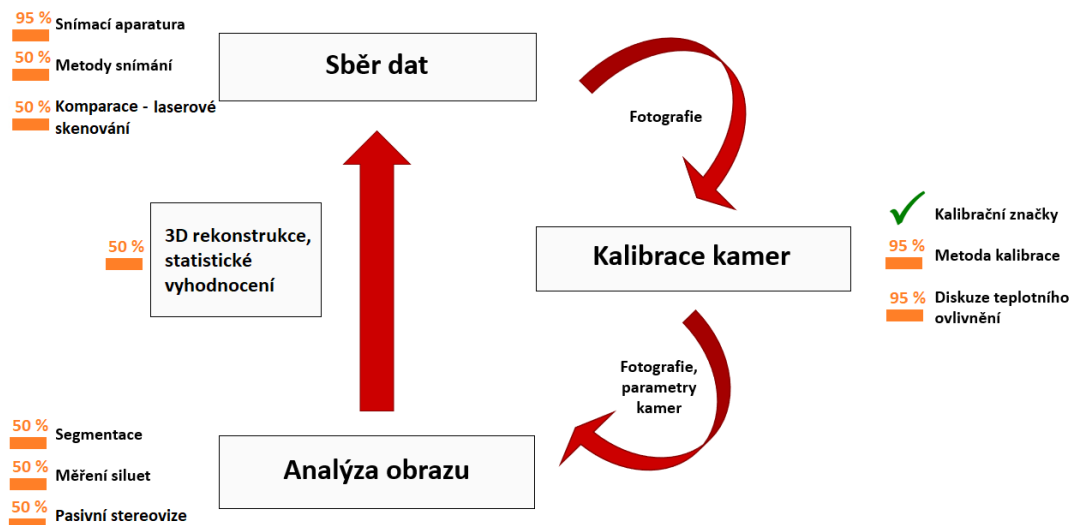 95 % Snímací aparatura
50 % Metody snímání
50 % Komparace - laserové
skenování
Sběr dat
Fotografie
Kalibrační značky
95 % Metoda kalibrace
95 % Diskuze teplotního
ovlivnění
Kalibrace kamer
50 %
3D rekonstrukce,
statistické
vyhodnocení
Fotografie,
parametry
kamer
50 % Segmentace
50 % Měření siluet
50 % Pasivní stereovize
Analýza obrazu